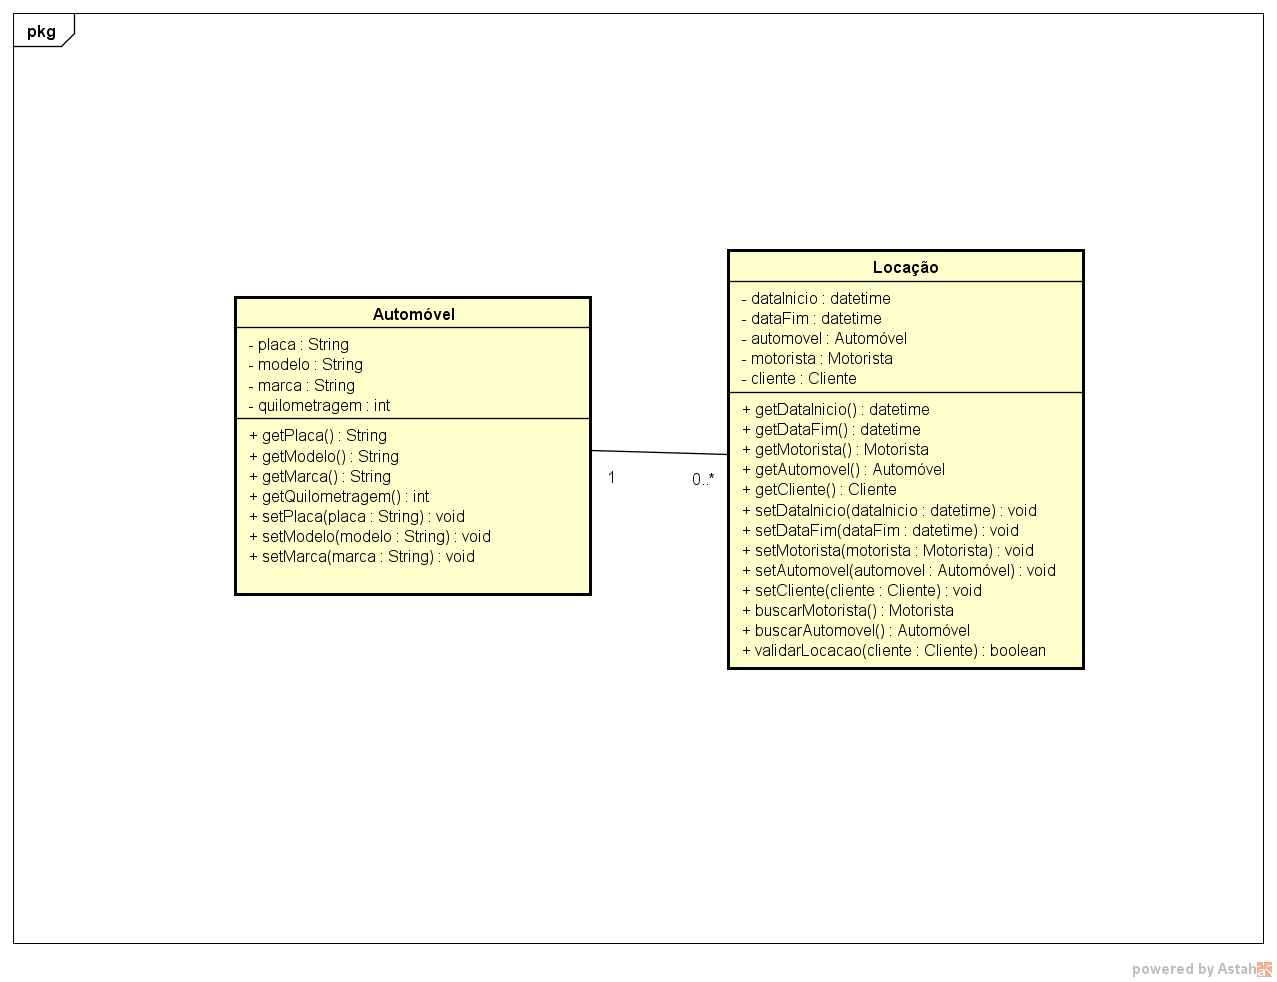 pkg
Automóvel
- placa : String
- modelo : String
- marca : String
- quilometragem : int
+ getPlaca() : String
+ getModelo() : String
+ getMarca() : String
+ getQuilometragem() : int
+ setPlaca(placa : String) : void
+ setModelo(modelo : String) : void
+ setMarca(marca : String) : void
1
0..*
Locação
- dataInicio : datetime
- dataFim : datetime
- automovel : Automóvel
- motorista : Motorista
- cliente : Cliente
+ getDataInicio() : datetime
+ getDataFim() : datetime
+ getMotorista() : Motorista
+ getAutomovel() : Automóvel
+ getCliente() : Cliente
+ setDataInicio(dataInicio : datetime) : void
+ setDataFim(dataFim : datetime) : void
+ setMotorista(motorista : Motorista) : void
+ setAutomovel(automovel : Automóvel) : void
+ setCliente(cliente : Cliente) : void
+ buscarMotorista() : Motorista
+ buscarAutomovel() : Automóvel
+ validarLocacao(cliente : Cliente) : boolean
powered by Astah